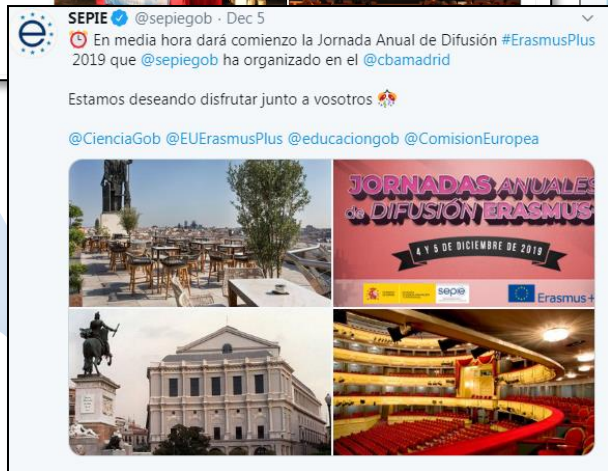 SEPIE @sepiegob · Dec 5
⏰ En media hora dará comienzo la Jornada Anual de Difusión #ErasmusPlus
2019 que @sepiegob ha organizado en el @cbamadrid
Estamos deseando disfrutar junto a vosotros 🎊
@CienciaGob @EUErasmusPlus @educaciongob @ComisionEuropea
JORNADAS ANUALES
de DIFUSIÓN ERASMUS+
4 Y 5 DE DICIEMBRE DE 2019
sepie
Erasmus+